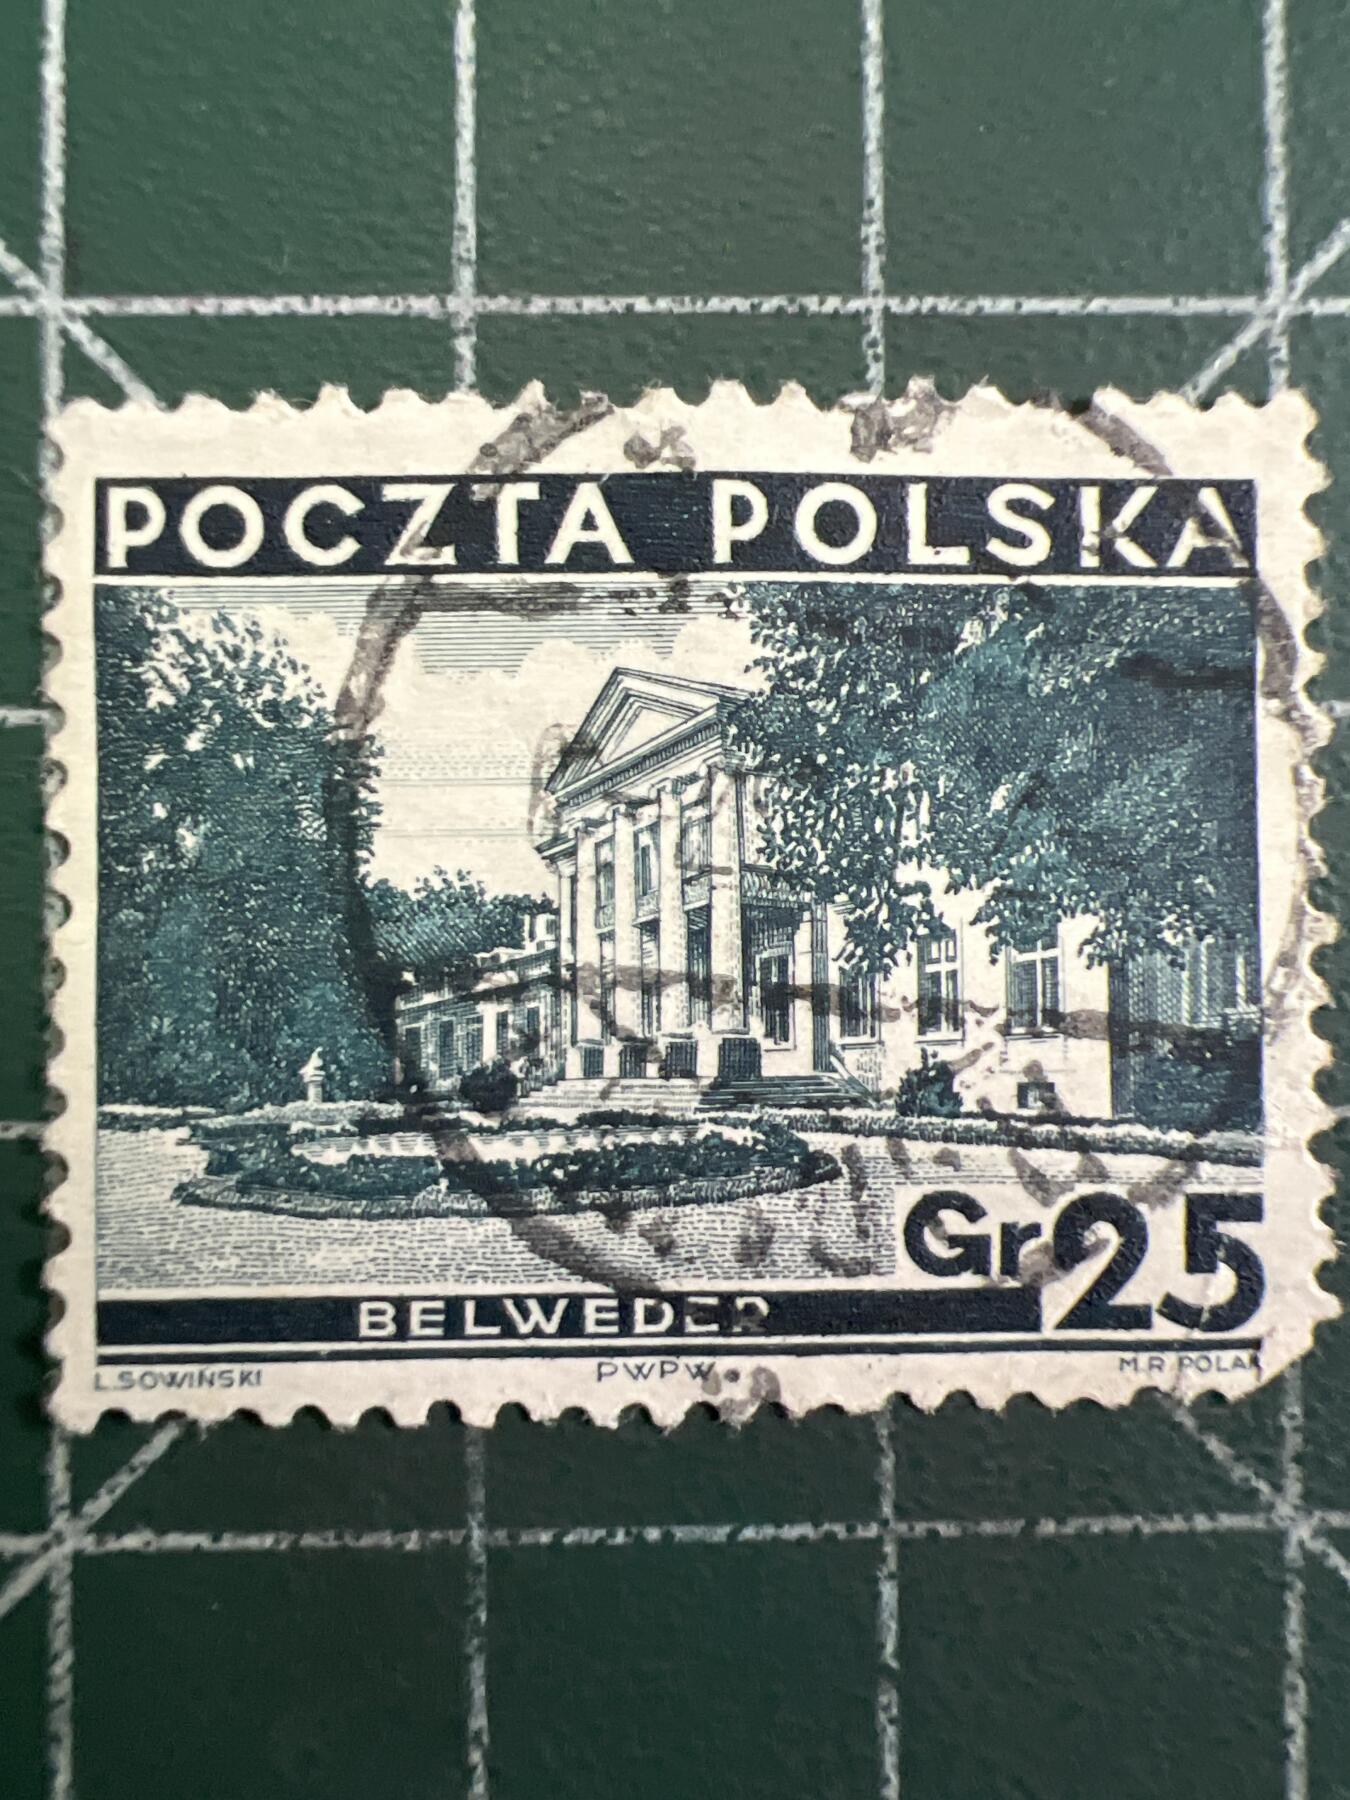 POCZTA POLSKA
Gr 25
BELWEDER
L.SOWIŃSKI PWPW. M.R POLAK